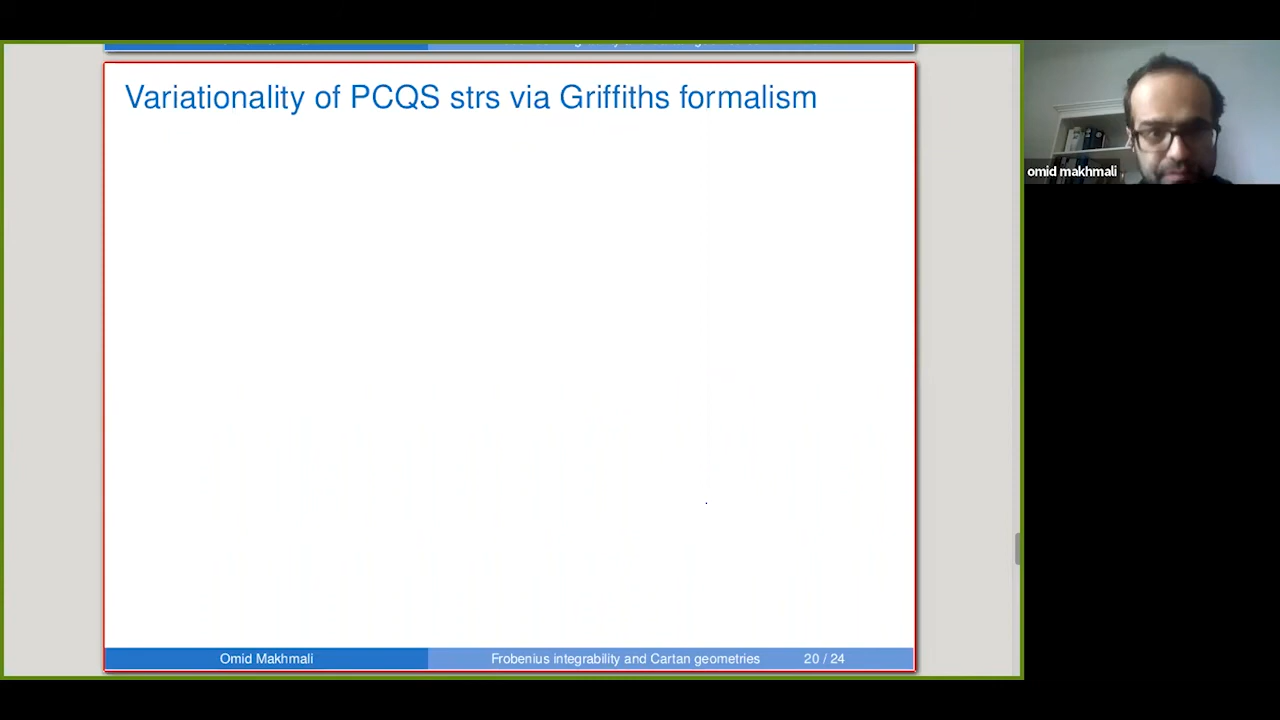 Variationality of PCQS strs via Griffiths formalism
omid makhmali
Omid Makhmali
Frobenius integrability and Cartan geometries 20 / 24